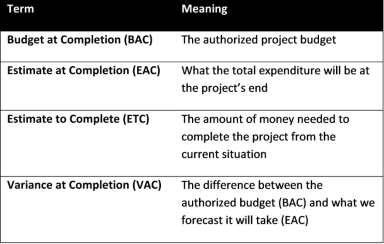 Term Meaning
Budget at Completion (BAC) The authorized project budget
Estimate at Completion (EAC) What the total expenditure will be at
the project's end
Estimate to Complete (ETC) The amount of money needed to
complete the project from the
current situation
Variance at Completion (VAC) The difference between the
authorized budget (BAC) and what we
forecast it will take (EAC)